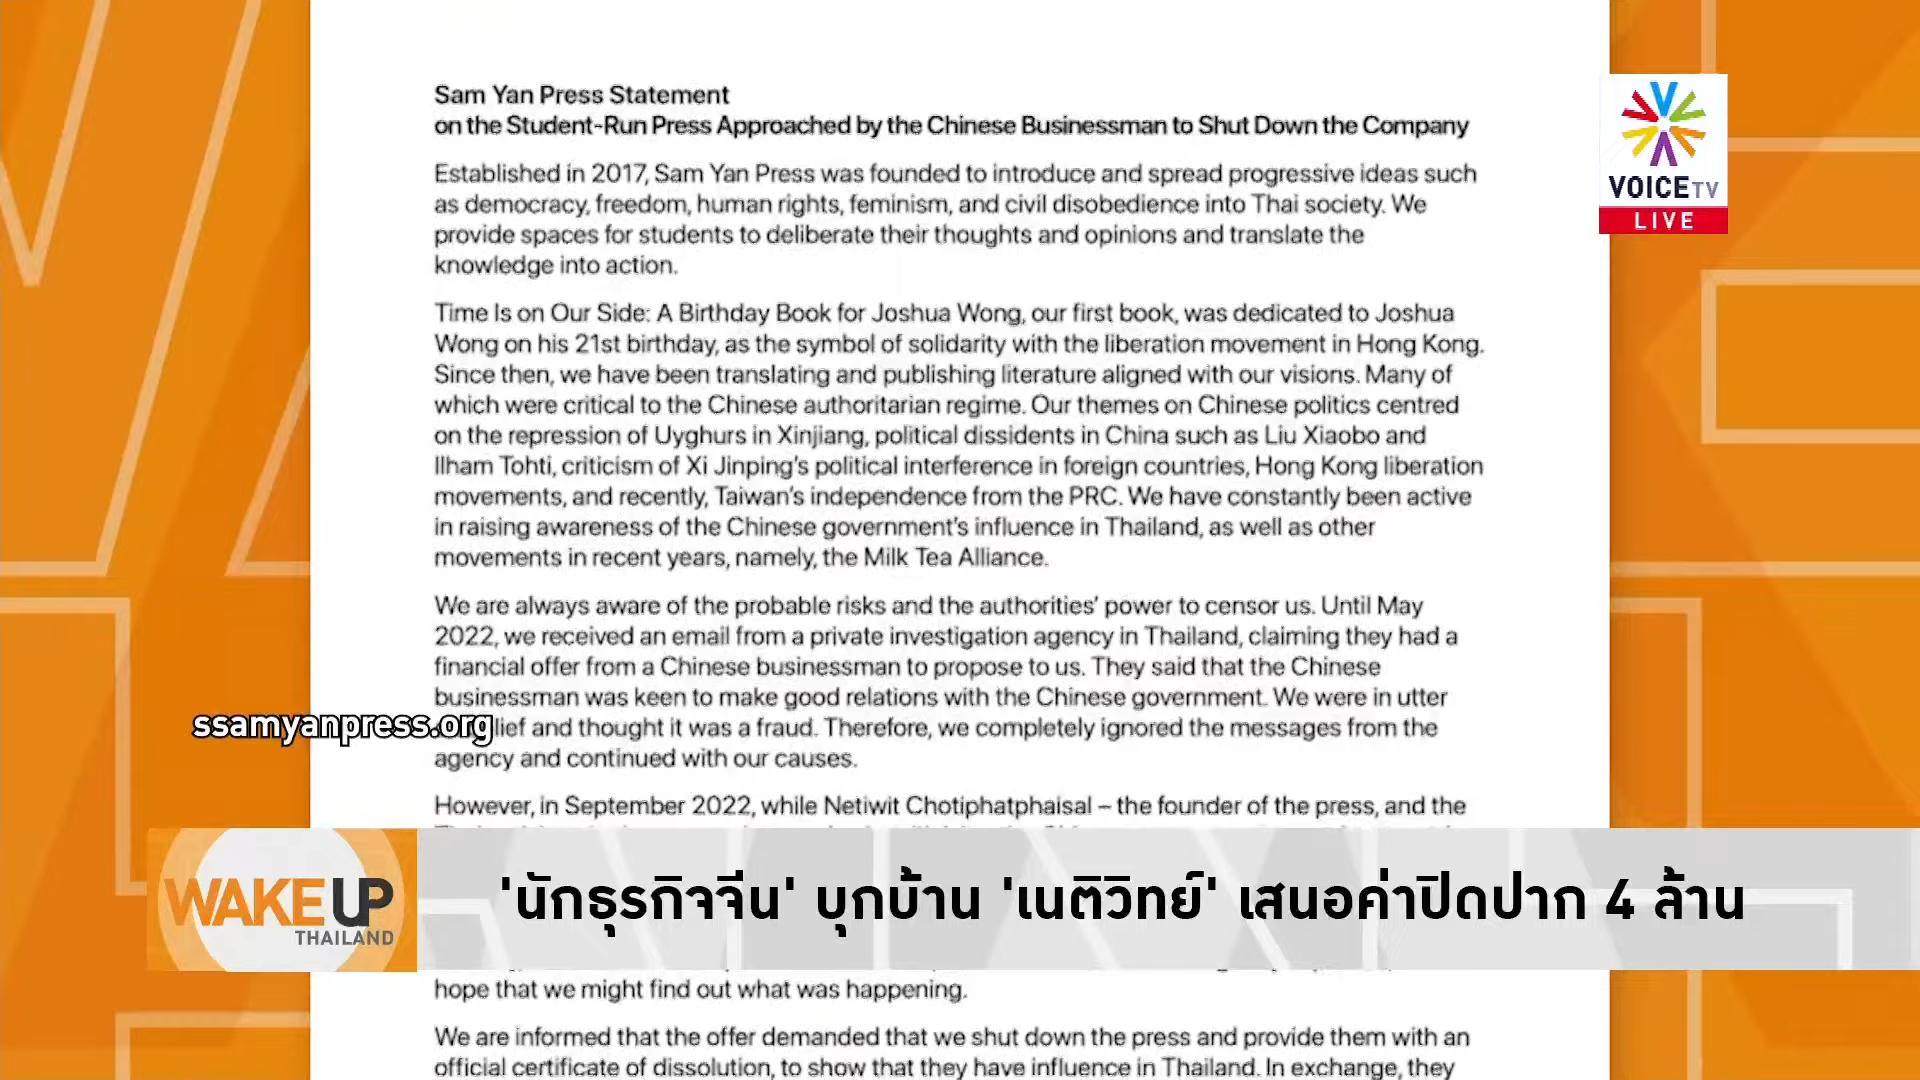 Sam Yan Press Statement
on the Student-Run Press Approached by the Chinese Businessman to Shut Down the Company
Established in 2017, Sam Yan Press was founded to introduce and spread progressive ideas such
as democracy, freedom, human rights, feminism, and civil disobedience into Thai society. We
provide spaces for students to deliberate their thoughts and opinions and translate the
knowledge into action.
Time Is on Our Side: A Birthday Book for Joshua Wong, our first book, was dedicated to Joshua
Wong on his 21st birthday, as the symbol of solidarity with the liberation movement in Hong Kong.
Since then, we have been translating and publishing literature aligned with our visions. Many of
which were critical to the Chinese authoritarian regime. Our themes on Chinese politics centred
on the repression of Uyghurs in Xinjiang, political dissidents in China such as Liu Xiaobo and
Ilham Tohti, criticism of Xi Jinping's political interference in foreign countries, Hong Kong liberation
movements, and recently, Taiwan's independence from the PRC. We have constantly been active
in raising awareness of the Chinese government's influence in Thailand, as well as other
movements in recent years, namely, the Milk Tea Alliance.
We are always aware of the probable risks and the authorities' power to censor us. Until May
2022, we received an email from a private investigation agency in Thailand, claiming they had a
financial offer from a Chinese businessman to propose to us. They said that the Chinese
businessman was keen to make good relations with the Chinese government. We were in utter
lief and thought it was a fraud. Therefore, we completely ignored the messages from the
agency and continued with our causes.
However, in September 2022, while Netiwit Chotiphatphaisal – the founder of the press, and the
hope that we might find out what was happening.
We are informed that the offer demanded that we shut down the press and provide them with an
official certificate of dissolution, to show that they have influence in Thailand. In exchange, they
VOICE TV
LIVE
ssamyanpress.org
WAKE UP
THAILAND
'นักธุรกิจจีน' บุกบ้าน 'เนติวิทย์' เสนอค่าปิดปาก 4 ล้าน